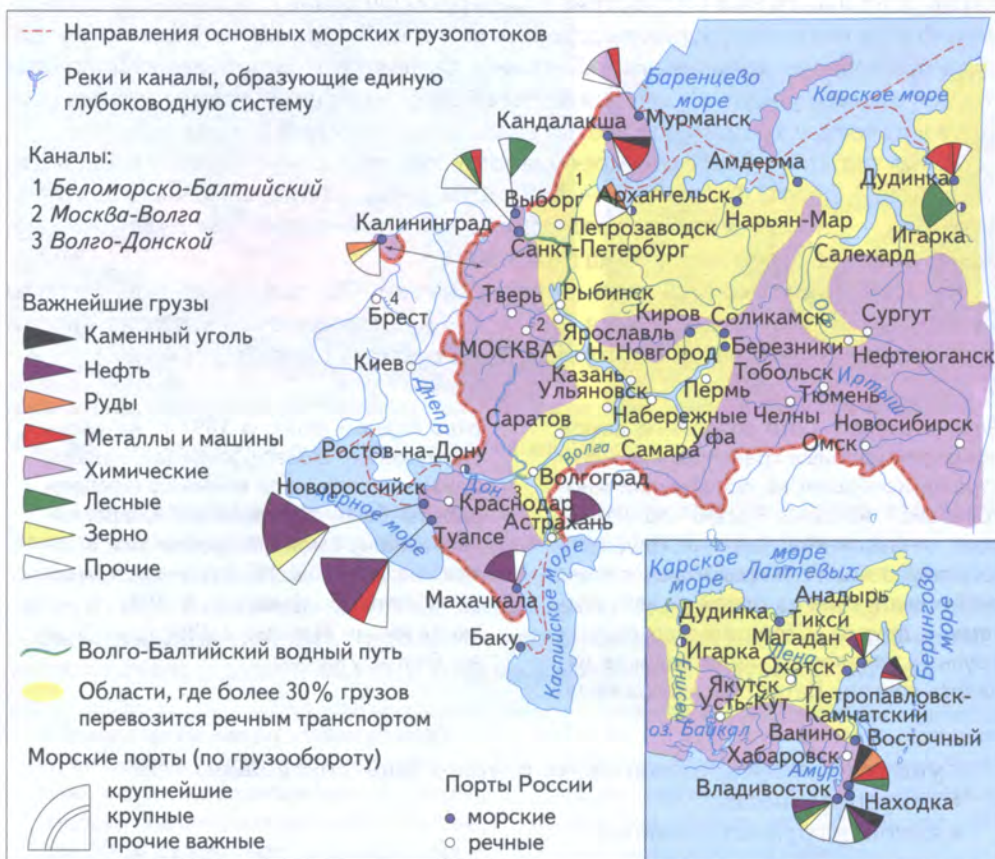 Направления основных морских грузопотоков
Реки и каналы, образующие единую
глубоководную систему
Каналы:
1 Беломорско-Балтийский
2 Москва-Волга
3 Волго-Донской
Важнейшие грузы
Каменный уголь
Нефть
Руды
Металлы и машины
Химические
Лесные
Зерно
Прочие
Волго-Балтийский водный путь
Области, где более 30% грузов
перевозится речным транспортом
Морские порты (по грузообороту)
крупнейшие
крупные
прочие важные
Порты России
морские
речные
Баренцево
море
Карское море
Кандалакша
Мурманск
Амдерма
Дудинка
1
Архангельск
Выборг
Калининград
Петрозаводск
Нарьян-Мар
Игарка
Санкт-Петербург
Салехард
4
Брест
Тверь
Рыбинск
Обь
Киров
Соликамск
Сургут
2
Ярославль
МОСКВА
Н. Новгород
Березники
Нефтеюганск
Киев
Казань
Тобольск
Днепр
Ульяновск
Пермь
Тюмень
Иртыш
Саратов
Набережные Челны
Новосибирск
Волга
Самара
Уфа
Омск
Ростов-на-Дону
Дон
Волгоград
Новороссийск
3
Краснодар
Черное море
Астрахань
Туапсе
Махачкала
Каспийское море
Баку
Карское
море
море
Лаптевых
Берингово
море
Анадырь
Дудинка
Тикси
Игарка
Магадан
Лена
Охотск
Якутск
Петропавловск-
Камчатский
Усть-Кут
оз. Байкал
Ванино
Восточный
Хабаровск
Амур
Владивосток
Находка